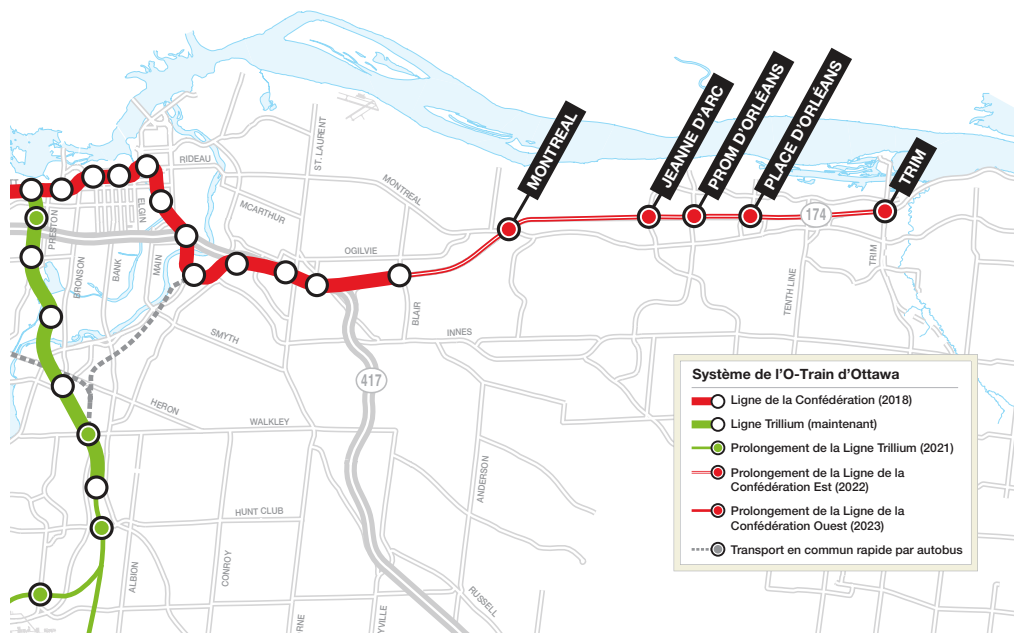 MONTREAL
JEANNE D'ARC
PROM D'ORLÉANS
PLACE D'ORLÉANS
TRIM
RIDEAU
ST. LAURENT
MONTREAL
MCARTHUR
OGILVIE
ELGIN
PRESTON
BRONSON
BANK
MAIN
174
TRIM
TENTH LINE
BLAIR
INNES
SMYTH
417
HERON
WALKLEY
ANDERSON
HUNT CLUB
ALBION
CONROY
RUSSELL
Système de l'O-Train d'Ottawa
Ligne de la Confédération (2018)
Ligne Trillium (maintenant)
Prolongement de la Ligne Trillium (2021)
Prolongement de la Ligne de la
Confédération Est (2022)
Prolongement de la Ligne de la
Confédération Ouest (2023)
Transport en commun rapide par autobus